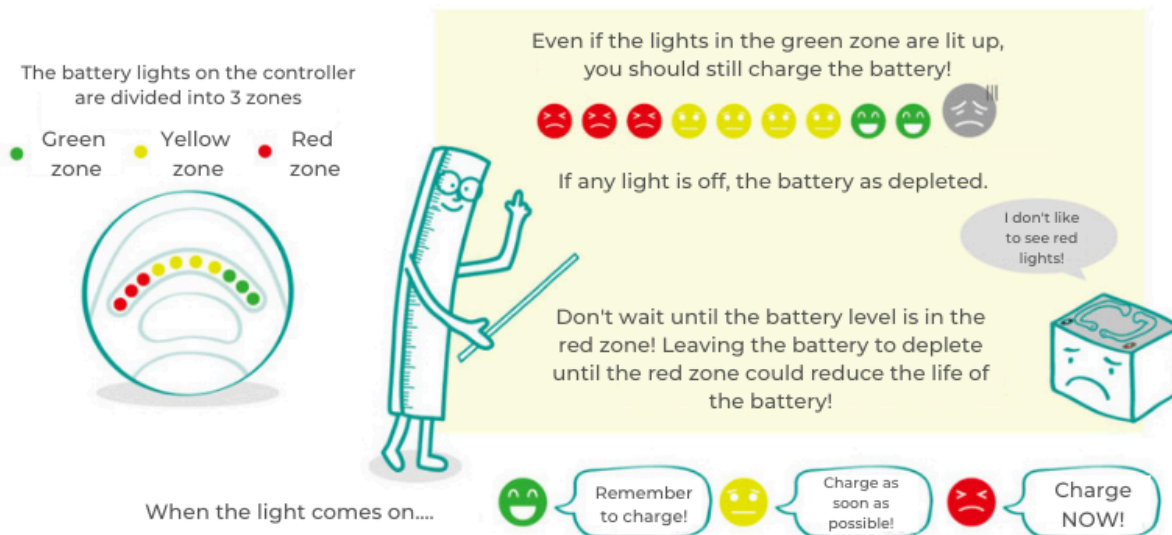 The battery lights on the controller
are divided into 3 zones
Green
zone
Yellow
zone
Red
zone
Even if the lights in the green zone are lit up,
you should still charge the battery!
If any light is off, the battery as depleted.
I don't like
to see red
lights!
Don't wait until the battery level is in the
red zone! Leaving the battery to deplete
until the red zone could reduce the life of
the battery!
When the light comes on....
Remember
to charge!
Charge as
soon as
possible!
Charge
NOW!